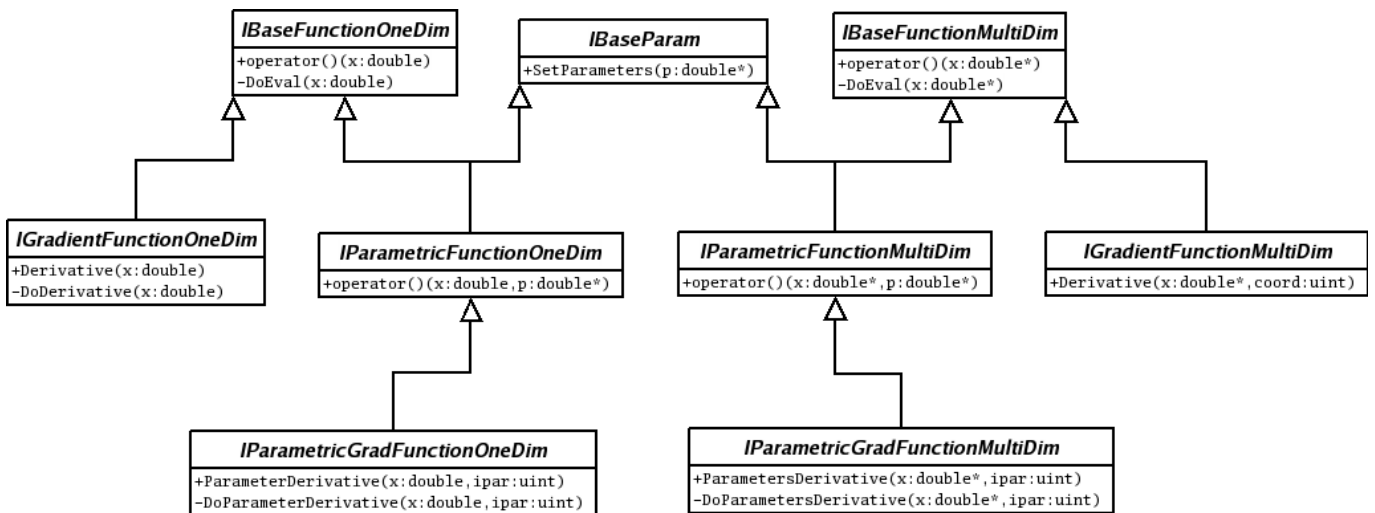 IBaseFunctionOneDim
+operator()(x:double)
-DoEval(x:double)
IBaseParam
+SetParameters(p:double*)
IBaseFunctionMultiDim
+operator()(x:double*)
-DoEval(x:double*)
IGradientFunctionOneDim
+Derivative(x:double)
-DoDerivative(x:double)
IParametricFunctionOneDim
+operator()(x:double,p:double*)
IParametricFunctionMultiDim
+operator()(x:double*,p:double*)
IGradientFunctionMultiDim
+Derivative(x:double*,coord:uint)
IParametricGradFunctionOneDim
+ParameterDerivative(x:double,ipar:uint)
-DoParameterDerivative(x:double,ipar:uint)
IParametricGradFunctionMultiDim
+ParametersDerivative(x:double*,ipar:uint)
-DoParametersDerivative(x:double*,ipar:uint)